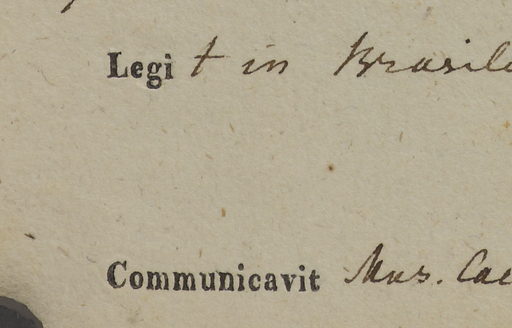 Legit in Brasil
Communicavit Mus. Cae